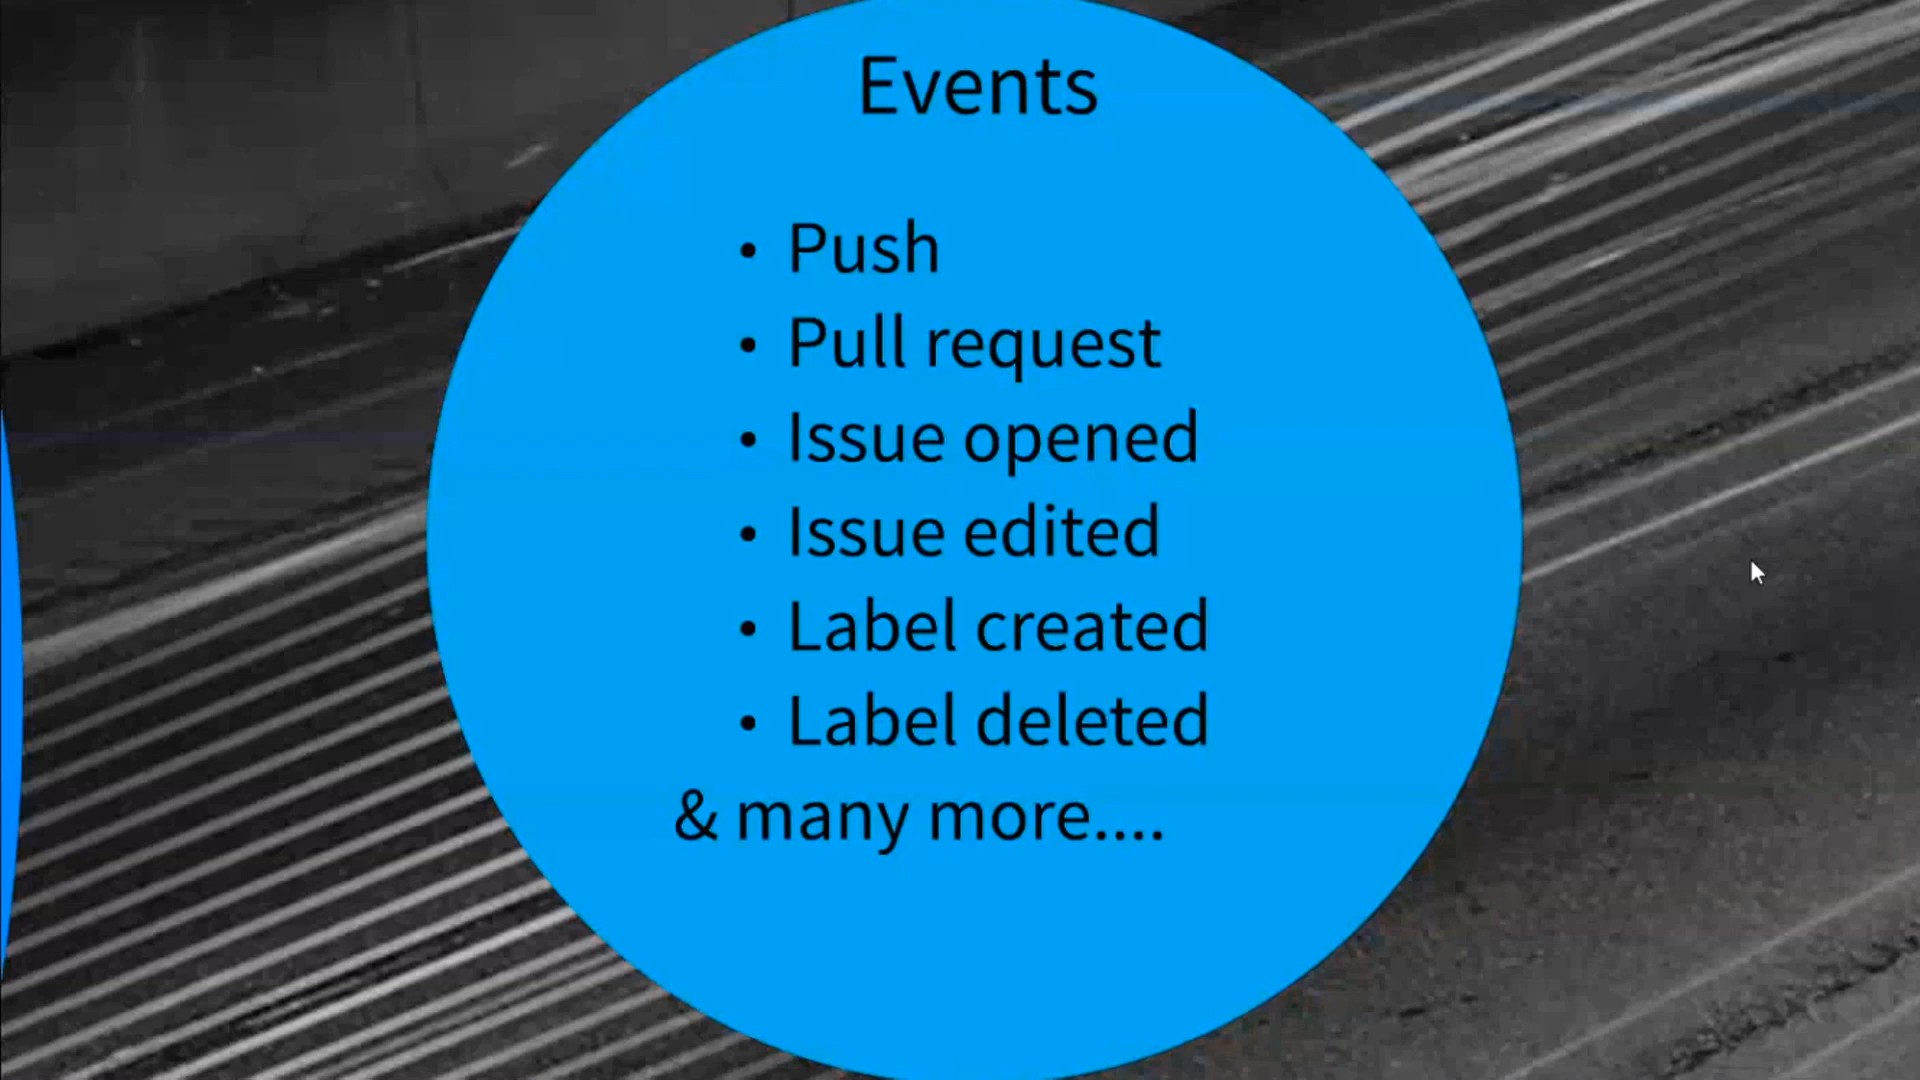 Events
• Push
• Pull request
• Issue opened
• Issue edited
• Label created
• Label deleted
& many more....